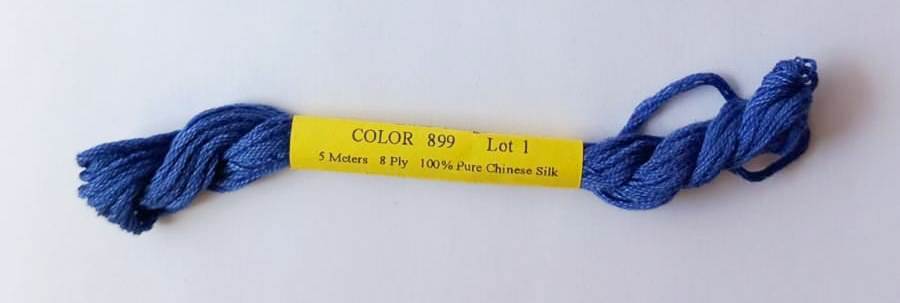 COLOR 899 Lot 1
5 Meters 8 Ply 100% Pure Chinese Silk